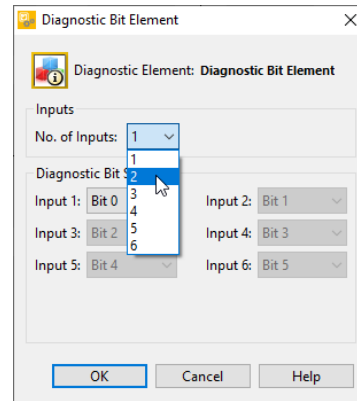 Diagnostic Bit Element
Diagnostic Element: Diagnostic Bit Element
Inputs
No. of Inputs: 1
1
2
3
4
5
6
Diagnostic Bit S
Input 1: Bit 0
Input 2: Bit 1
Input 3: Bit 2
Input 4: Bit 3
Input 5: Bit 4
Input 6: Bit 5
OK Cancel Help